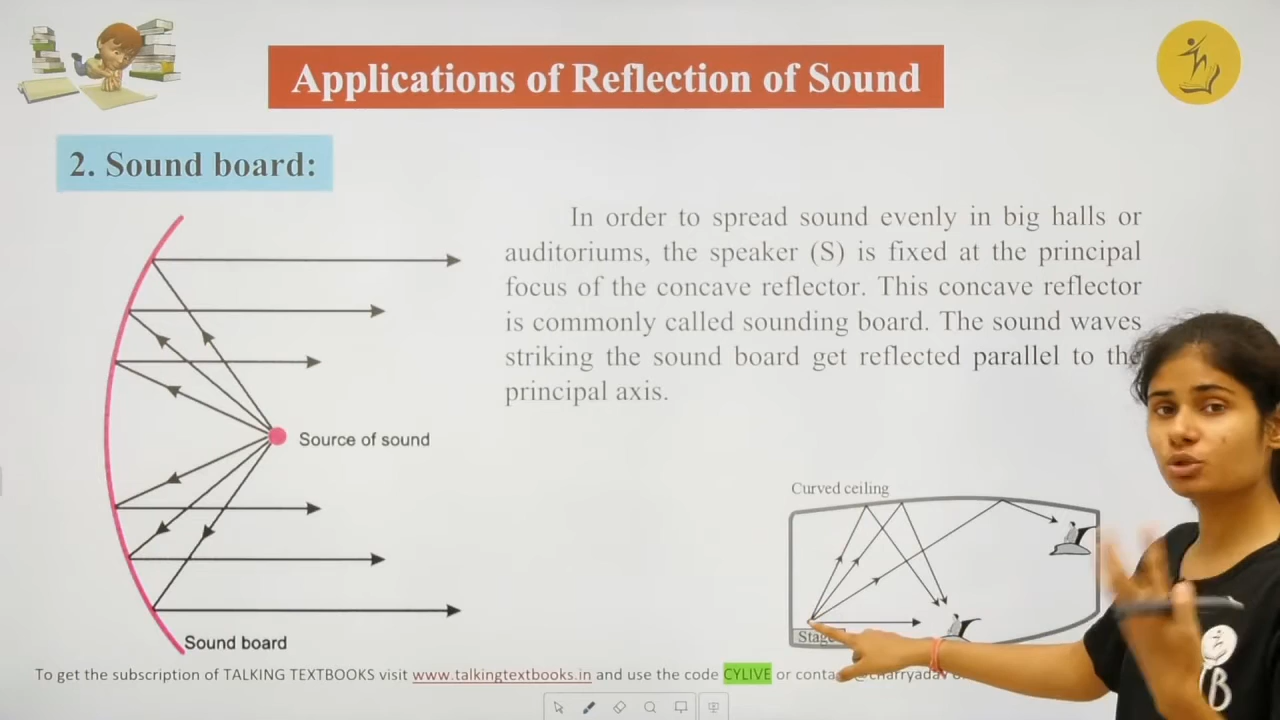 Applications of Reflection of Sound
2. Sound board:
In order to spread sound evenly in big halls or
auditoriums, the speaker (S) is fixed at the principal
focus of the concave reflector. This concave reflector
is commonly called sounding board. The sound waves
striking the sound board get reflected parallel to the
principal axis.
Source of sound
Sound board
Curved ceiling
Stage
To get the subscription of TALKING TEXTBOOKS visit www.talkingtextbooks.in and use the code CYLIVE or